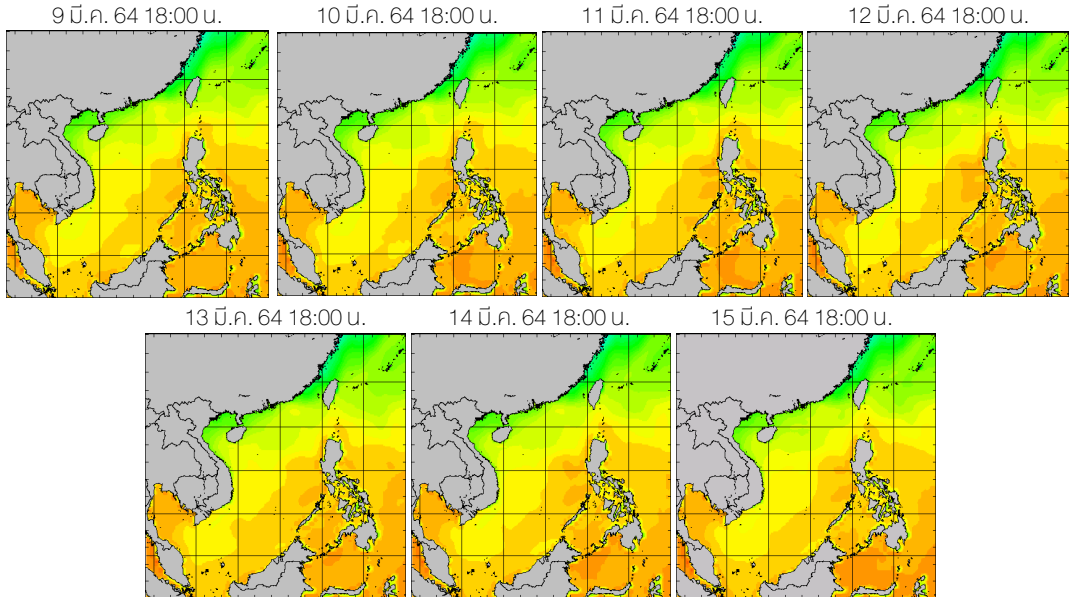 9 มี.ค. 64 18:00 น.
10 มี.ค. 64 18:00 น.
11 มี.ค. 64 18:00 น.
12 มี.ค. 64 18:00 น.
13 มี.ค. 64 18:00 น.
14 มี.ค. 64 18:00 น.
15 มี.ค. 64 18:00 น.